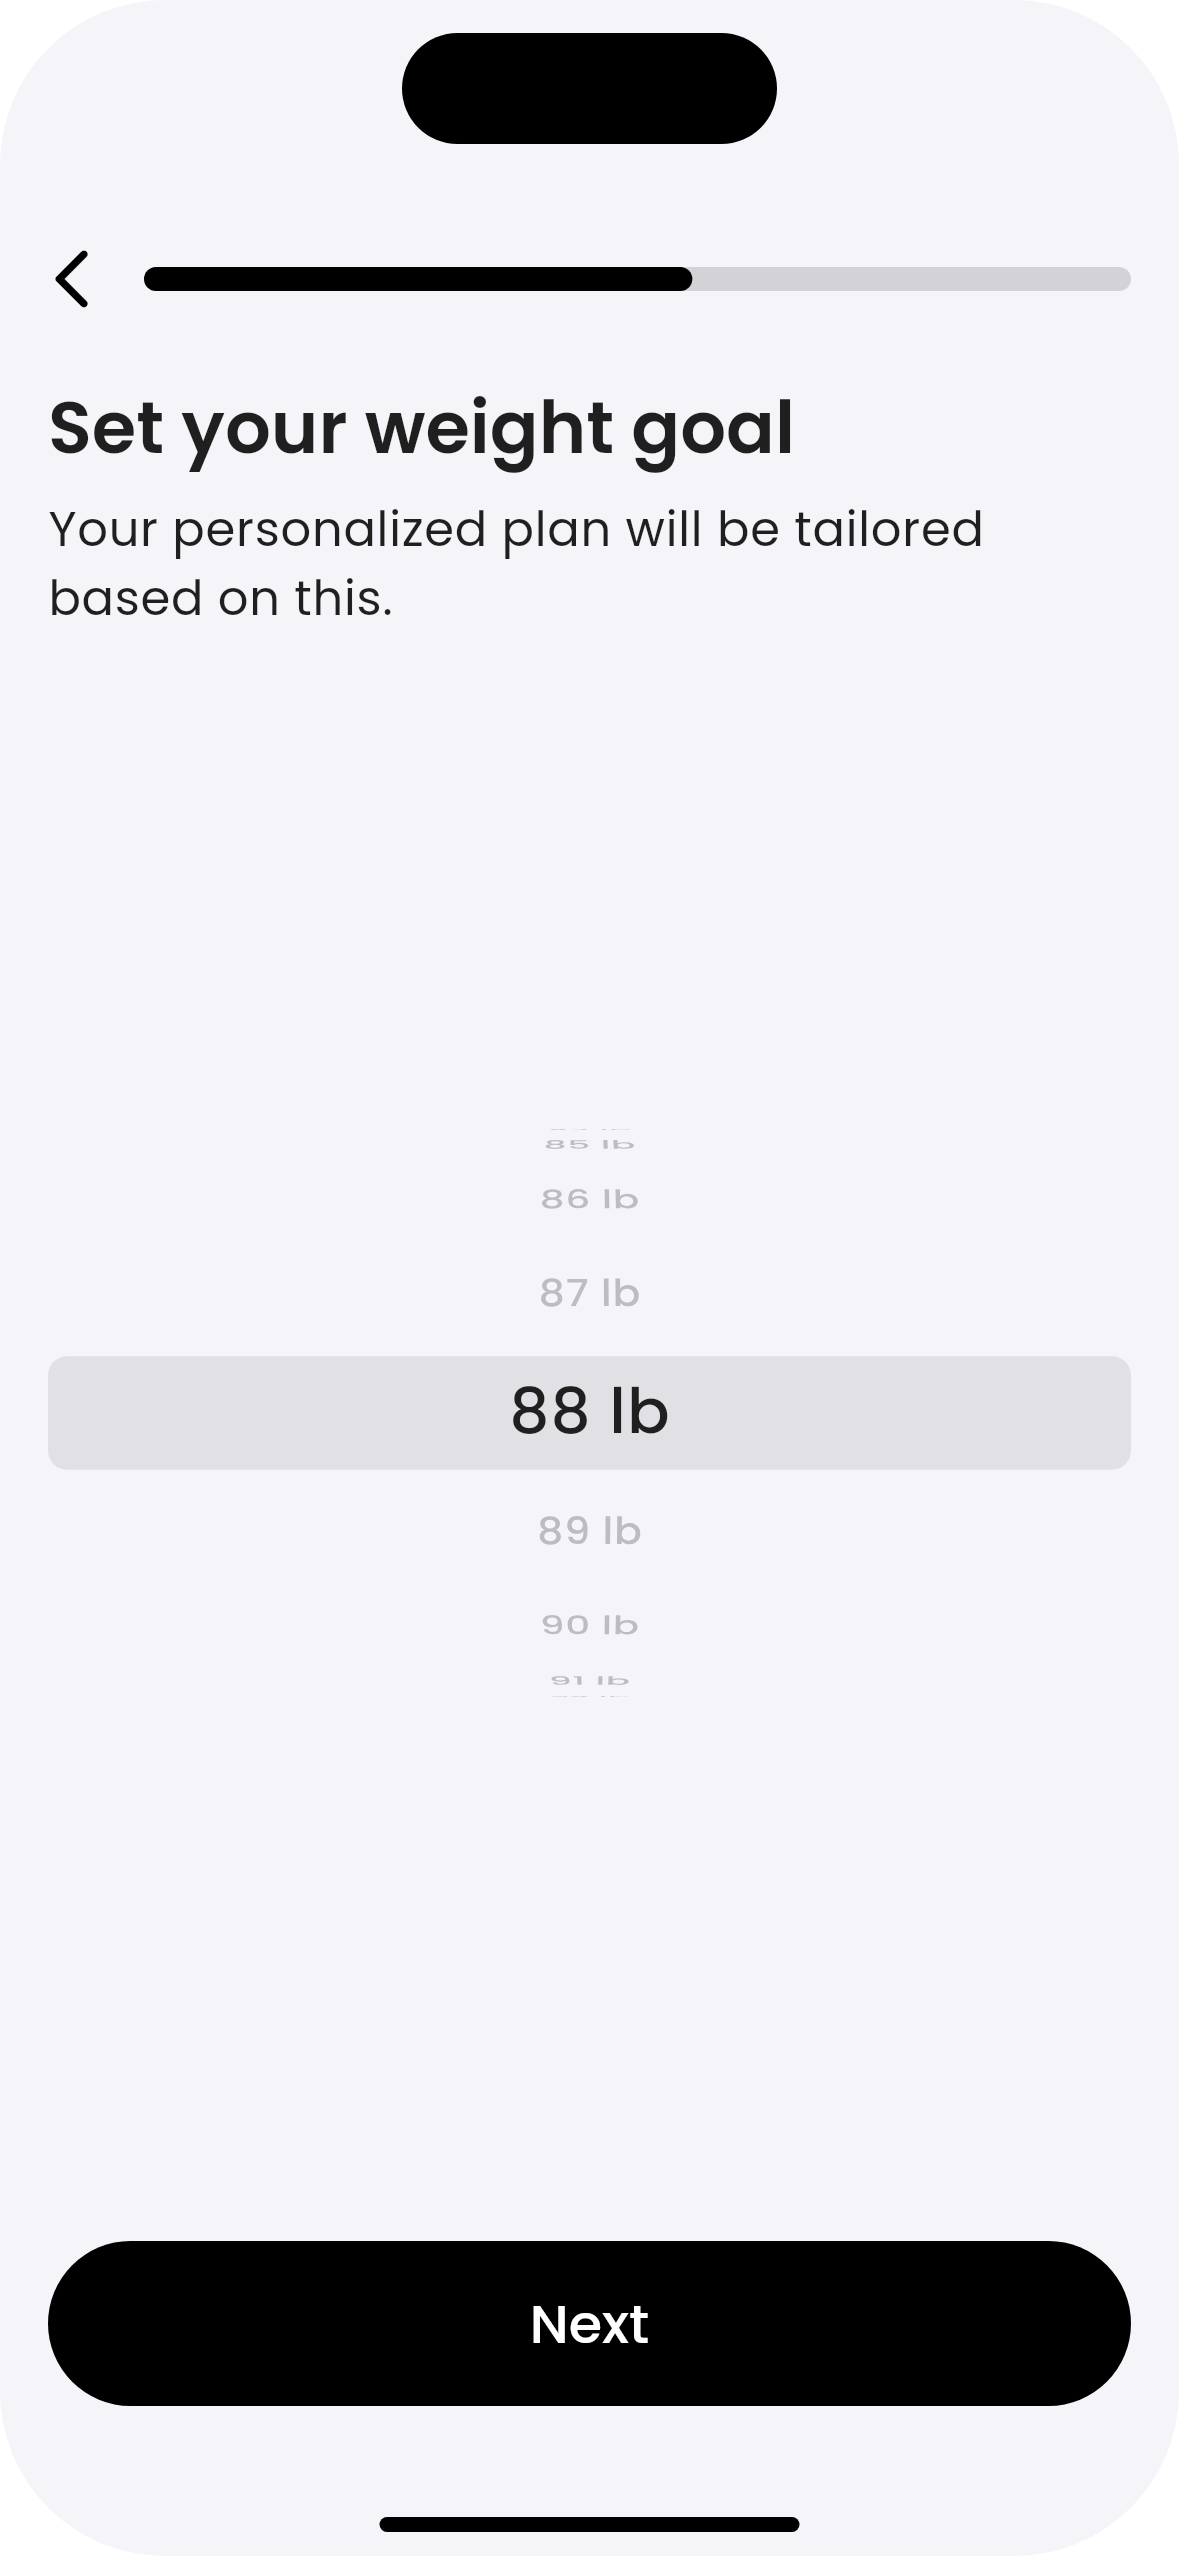 Set your weight goal
Your personalized plan will be tailored
based on this.
85 lb
86 lb
87 lb
88 lb
89 lb
90 lb
91 lb
Next